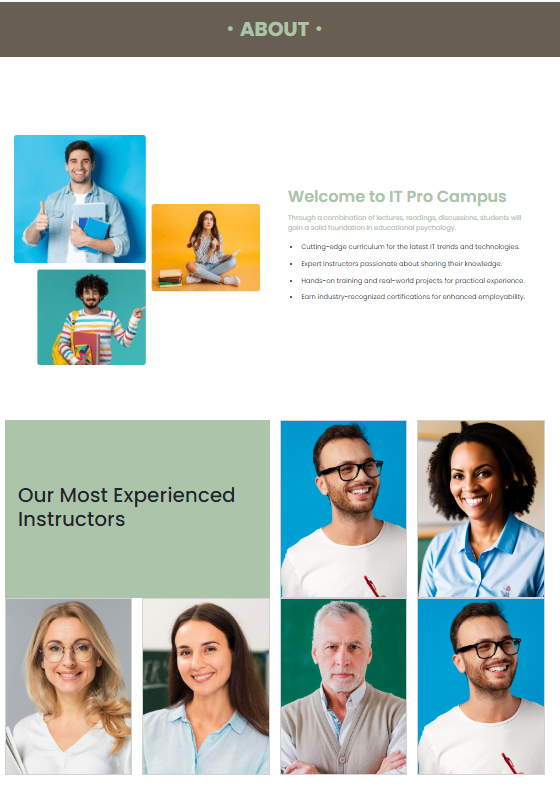 • ABOUT •
Welcome to IT Pro Campus
Through a combination of lectures, readings, discussions, students will
gain a solid foundation in educational psychology.
• Cutting-edge curriculum for the latest IT trends and technologies.
• Expert instructors passionate about sharing their knowledge.
• Hands-on training and real-world projects for practical experience.
• Earn industry-recognized certifications for enhanced employability.
Our Most Experienced
Instructors